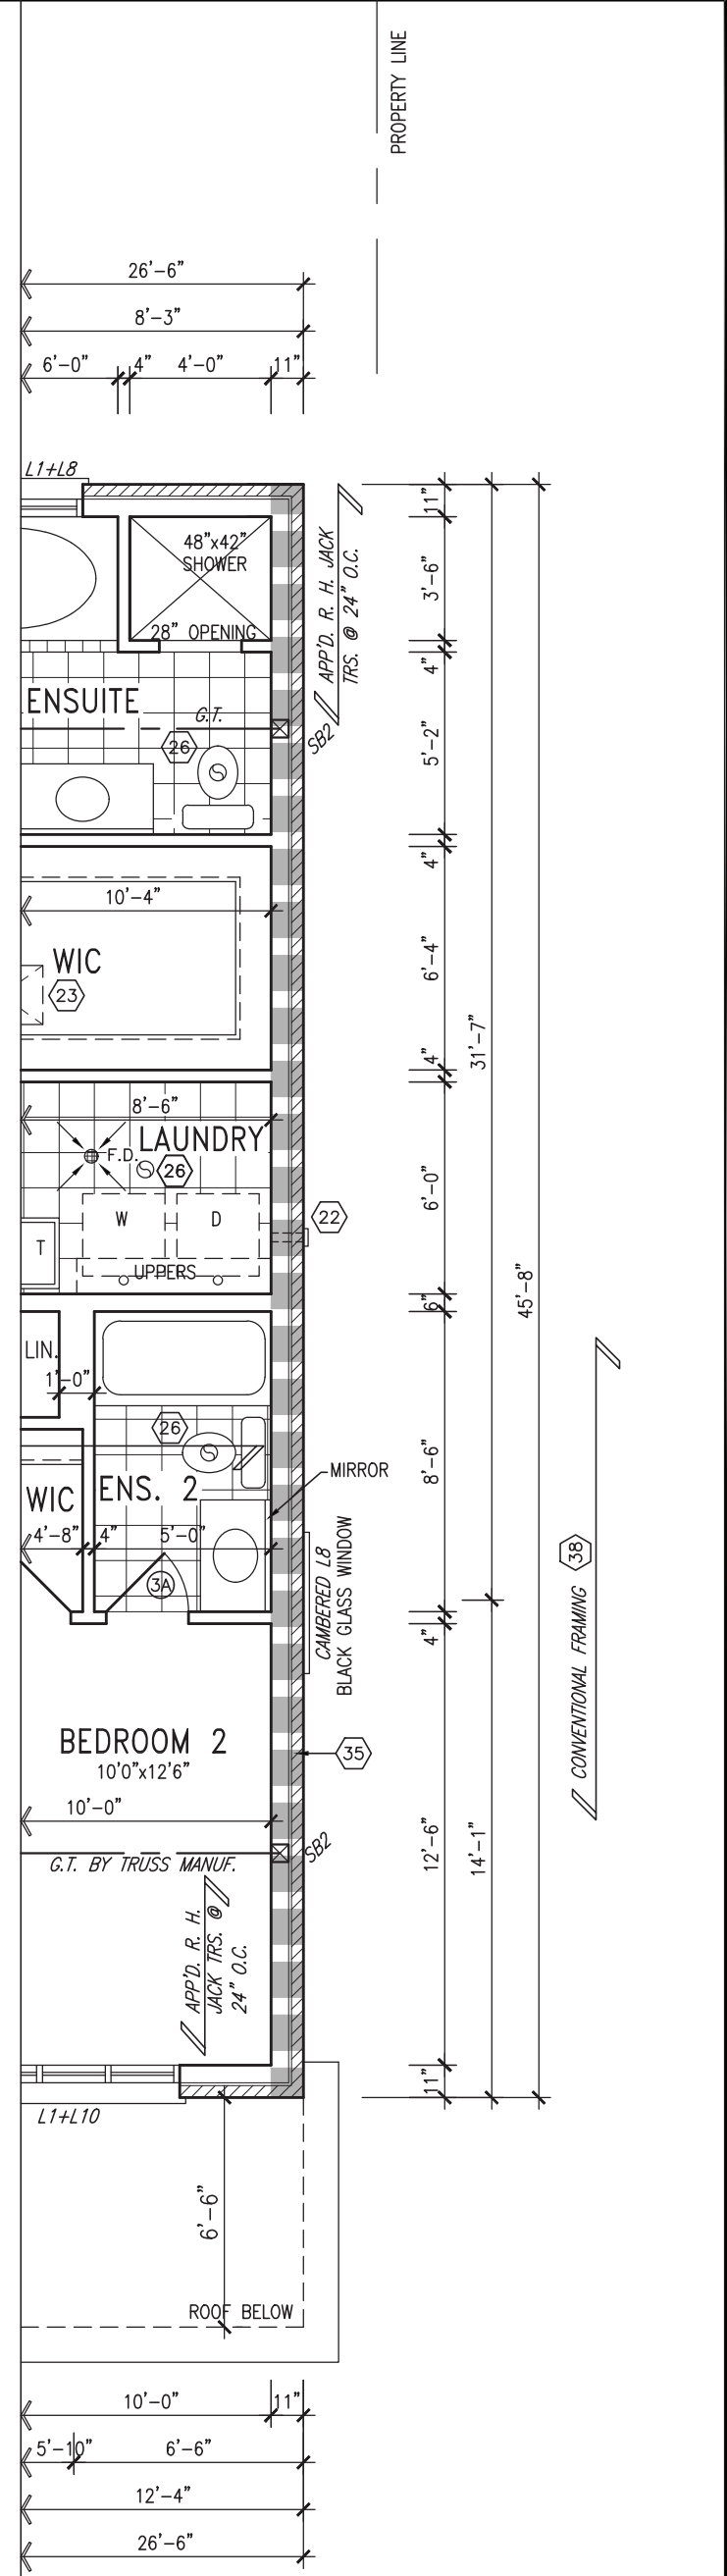 PROPERTY LINE
26'-6"
8'-3"
6'-0" 4" 4'-0" 11"
L1+L8
48"x42"
SHOWER
28" OPENING
APP'D. R. H. JACK
TRS. @ 24" O.C.
11"
3'-6"
4"
ENSUITE
G.T.
26
SB2
5'-2"
4"
10'-4"
WIC
23
6'-4"
4"
31'-7"
8'-6"
LAUNDRY
F.D.
26
W D
T
UPPERS
22
6'-0"
6"
45'-8"
LIN.
1'-0"
26
MIRROR
WIC
ENS. 2
4'-8" 4" 5'-0"
3A
CAMBERED L8
BLACK GLASS WINDOW
8'-6"
4"
CONVENTIONAL FRAMING 38
BEDROOM 2
10'0"x12'6"
35
10'-0"
G.T. BY TRUSS MANUF.
SB2
12'-6"
14'-1"
APP'D. R. H.
JACK TRS. @
24" O.C.
11"
L1+L10
6'-6"
ROOF BELOW
10'-0" 11"
5'-10" 6'-6"
12'-4"
26'-6"